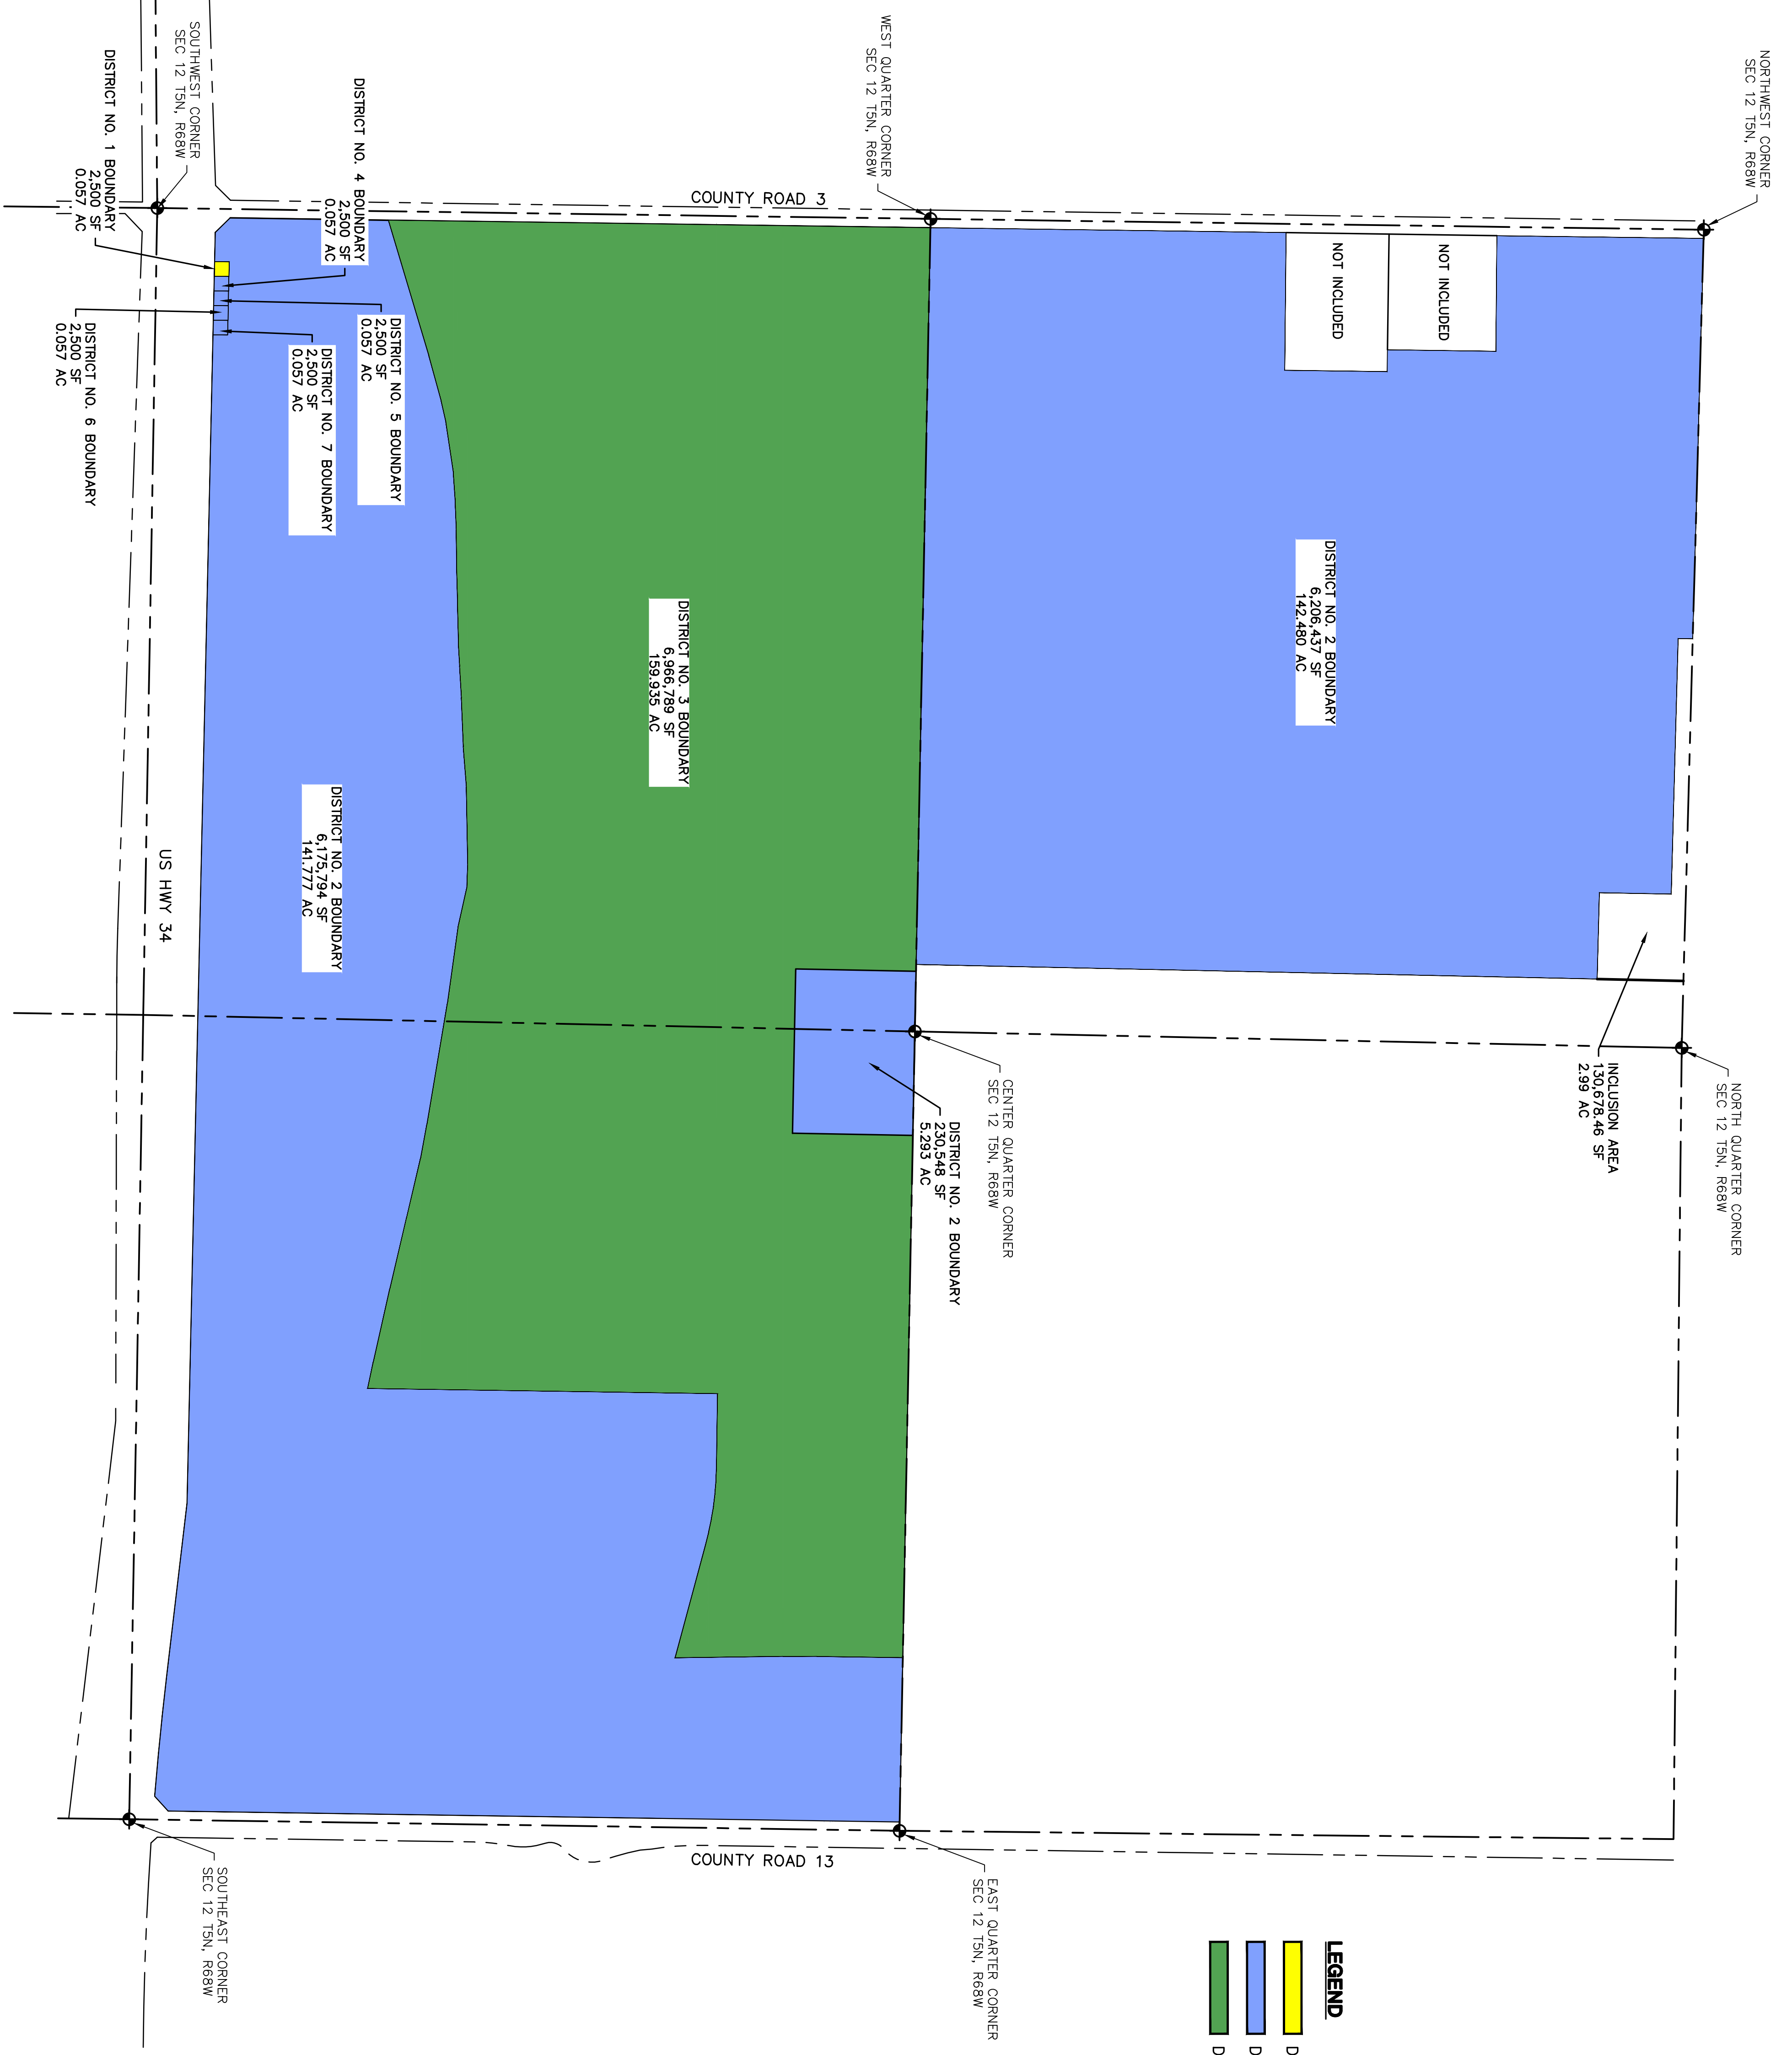 NORTHWEST CORNER
SEC 12 T5N, R68W
NORTH QUARTER CORNER
SEC 12 T5N, R68W
INCLUSION AREA
130,678.46 SF
2.99 AC
NOT INCLUDED
NOT INCLUDED
DISTRICT NO. 2 BOUNDARY
6,206,437 SF
142.480 AC
LEGEND
D
D
D
WEST QUARTER CORNER
SEC 12 T5N, R68W
CENTER QUARTER CORNER
SEC 12 T5N, R68W
EAST QUARTER CORNER
SEC 12 T5N, R68W
DISTRICT NO. 2 BOUNDARY
230,548 SF
5.293 AC
COUNTY ROAD 3
COUNTY ROAD 13
DISTRICT NO. 3 BOUNDARY
6,966,789 SF
159.935 AC
DISTRICT NO. 5 BOUNDARY
2,500 SF
0.057 AC
DISTRICT NO. 4 BOUNDARY
2,500 SF
0.057 AC
DISTRICT NO. 7 BOUNDARY
2,500 SF
0.057 AC
DISTRICT NO. 2 BOUNDARY
6,175,794 SF
141.777 AC
SOUTHWEST CORNER
SEC 12 T5N, R68W
US HWY 34
SOUTHEAST CORNER
SEC 12 T5N, R68W
DISTRICT NO. 1 BOUNDARY
2,500 SF
0.057 AC
DISTRICT NO. 6 BOUNDARY
2,500 SF
0.057 AC